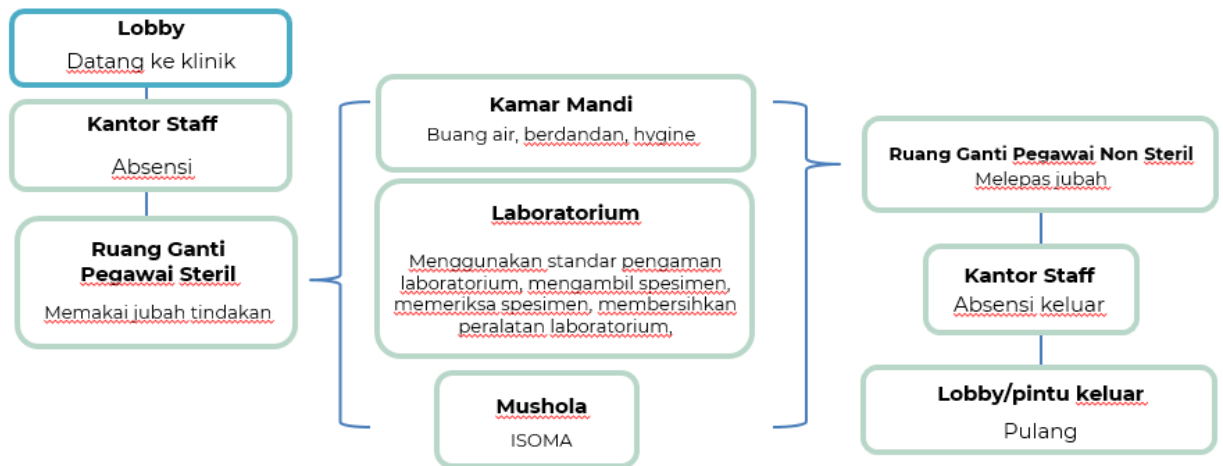 Lobby
Datang ke klinik
Kantor Staff
Absensi
Ruang Ganti
Pegawai Steril
Memakai jubah tindakan
Kamar Mandi
Buang air, berdandan, hygine
Laboratorium
Menggunakan standar pengaman
laboratorium, mengambil spesimen,
memeriksa spesimen, membersihkan
peralatan laboratorium,
Mushola
ISOMA
Ruang Ganti Pegawai Non Steril
Melepas jubah
Kantor Staff
Absensi keluar
Lobby/pintu keluar
Pulang